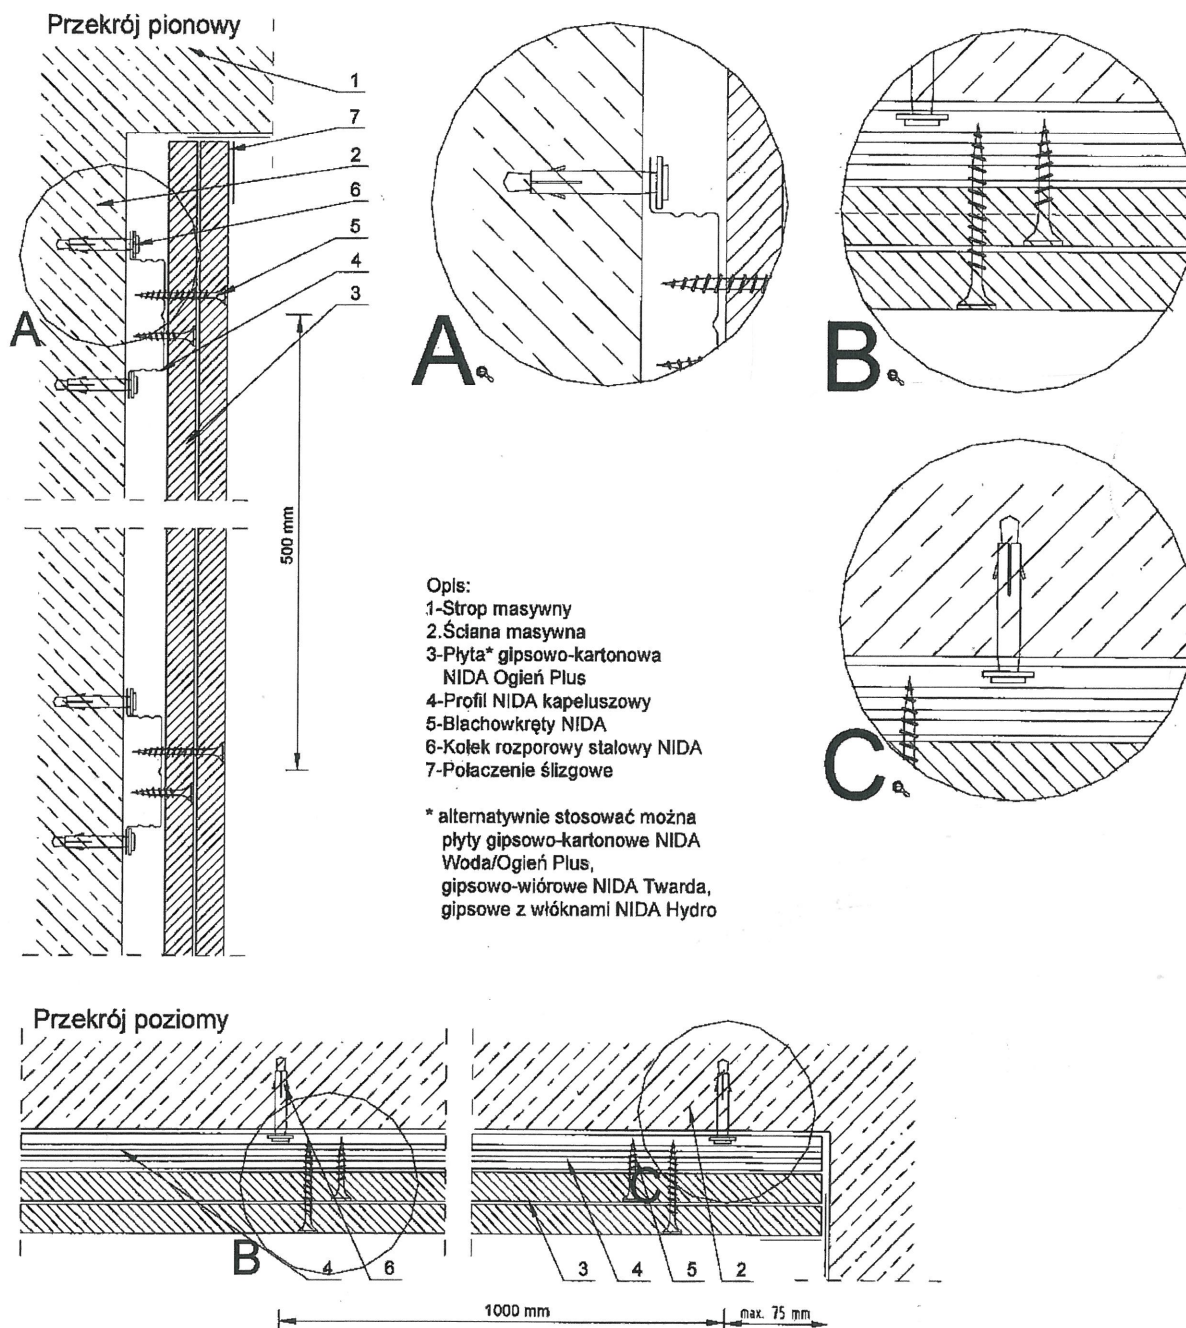 Przekrój pionowy
1
7
2
6
5
4
3
A
500 mm
A
B
C
Opis:
1-Strop masywny
2.Ściana masywna
3-Płyta* gipsowo-kartonowa
NIDA Ogień Plus
4-Profil NIDA kapeluszowy
5-Blachowkręty NIDA
6-Kołek rozporowy stalowy NIDA
7-Połaczenie ślizgowe
* alternatywnie stosować można
płyty gipsowo-kartonowe NIDA
Woda/Ogień Plus,
gipsowo-wiórowe NIDA Twarda,
gipsowe z włóknami NIDA Hydro
Przekrój poziomy
B
C
4
6
3
4
5
2
1000 mm
max. 75 mm